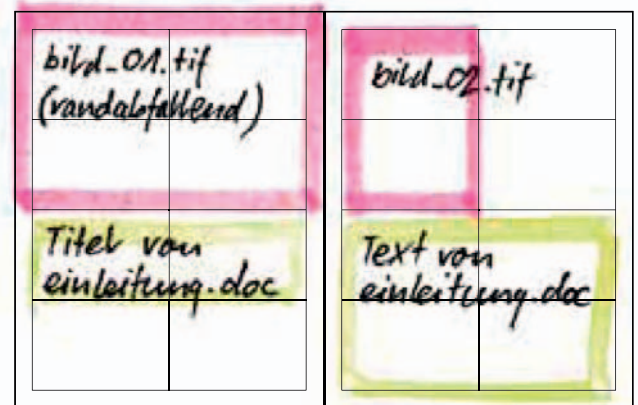 bild_01.tif
(randabfallend)
Titel von
einleitung.doc
bild_02.tif
Text von
einleitung.doc